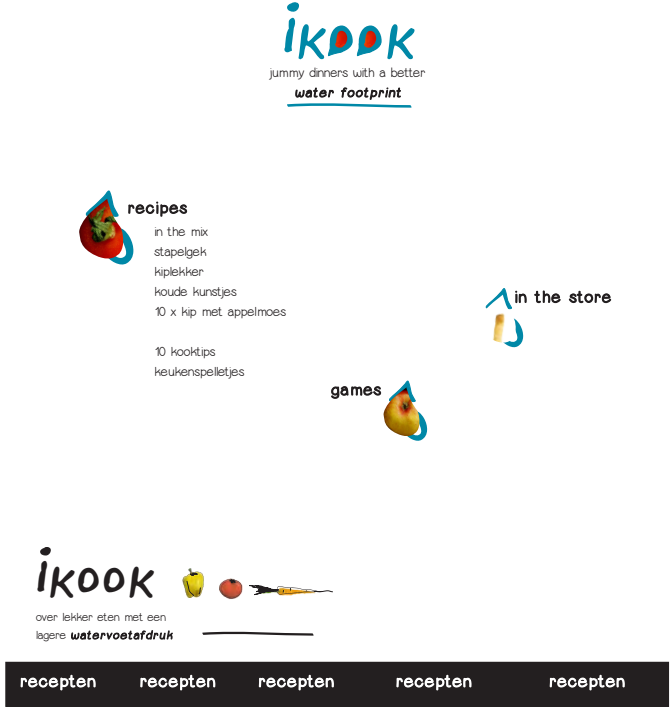 ikook
jummy dinners with a better
water footprint
recipes
in the mix
stapelgek
kiplekker
koude kunstjes
10 x kip met appelmoes
10 kooktips
keukenspelletjes
in the store
games
ikook
over lekker eten met een
lagere watervoetafdruk
recepten recepten recepten recepten recepten